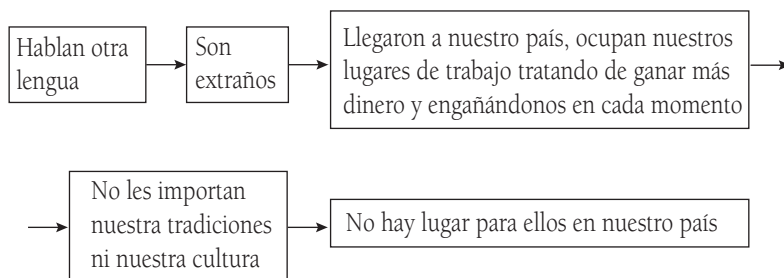 Hablan otra
lengua
Son
extraños
Llegaron a nuestro país, ocupan nuestros
lugares de trabajo tratando de ganar más
dinero y engañándonos en cada momento
No les importan
nuestra tradiciones
ni nuestra cultura
No hay lugar para ellos en nuestro país